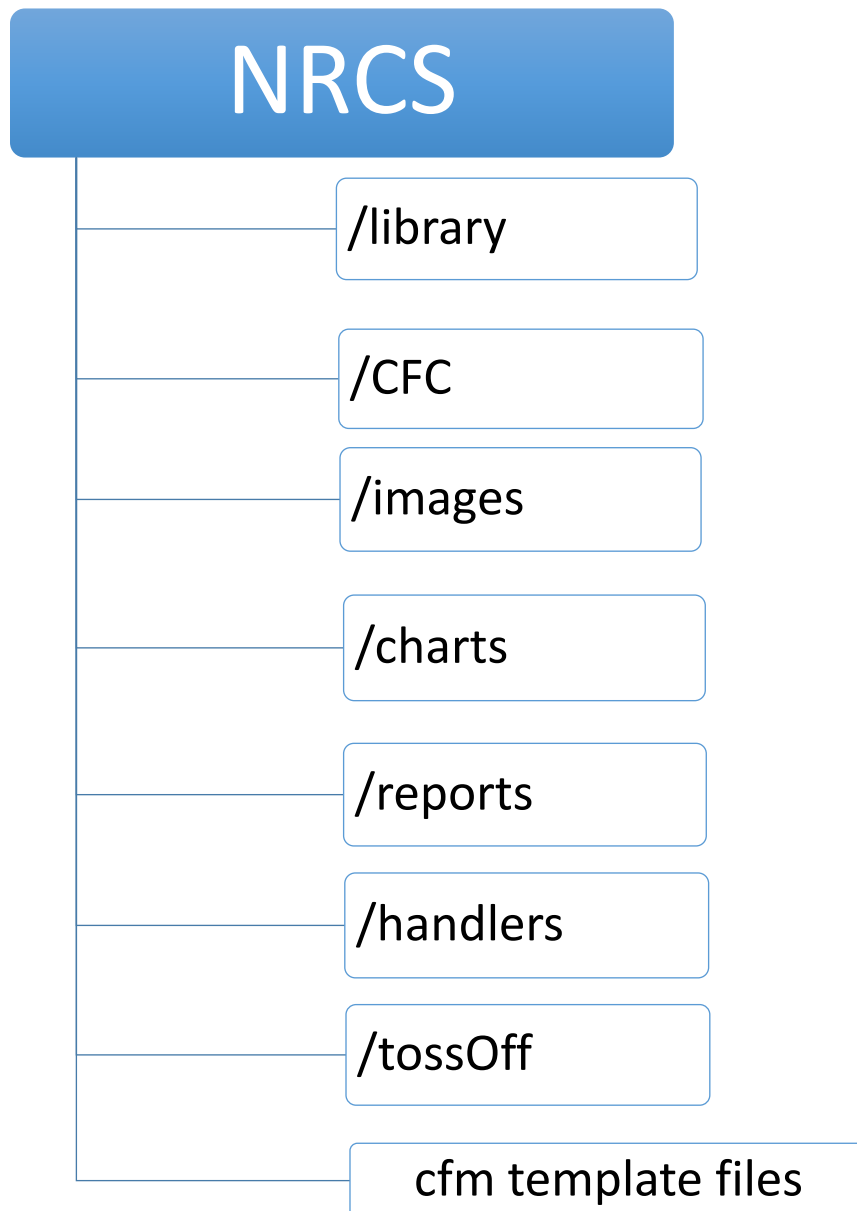 NRCS
/library
/CFC
/images
/charts
/reports
/handlers
/tossOff
cfm template files